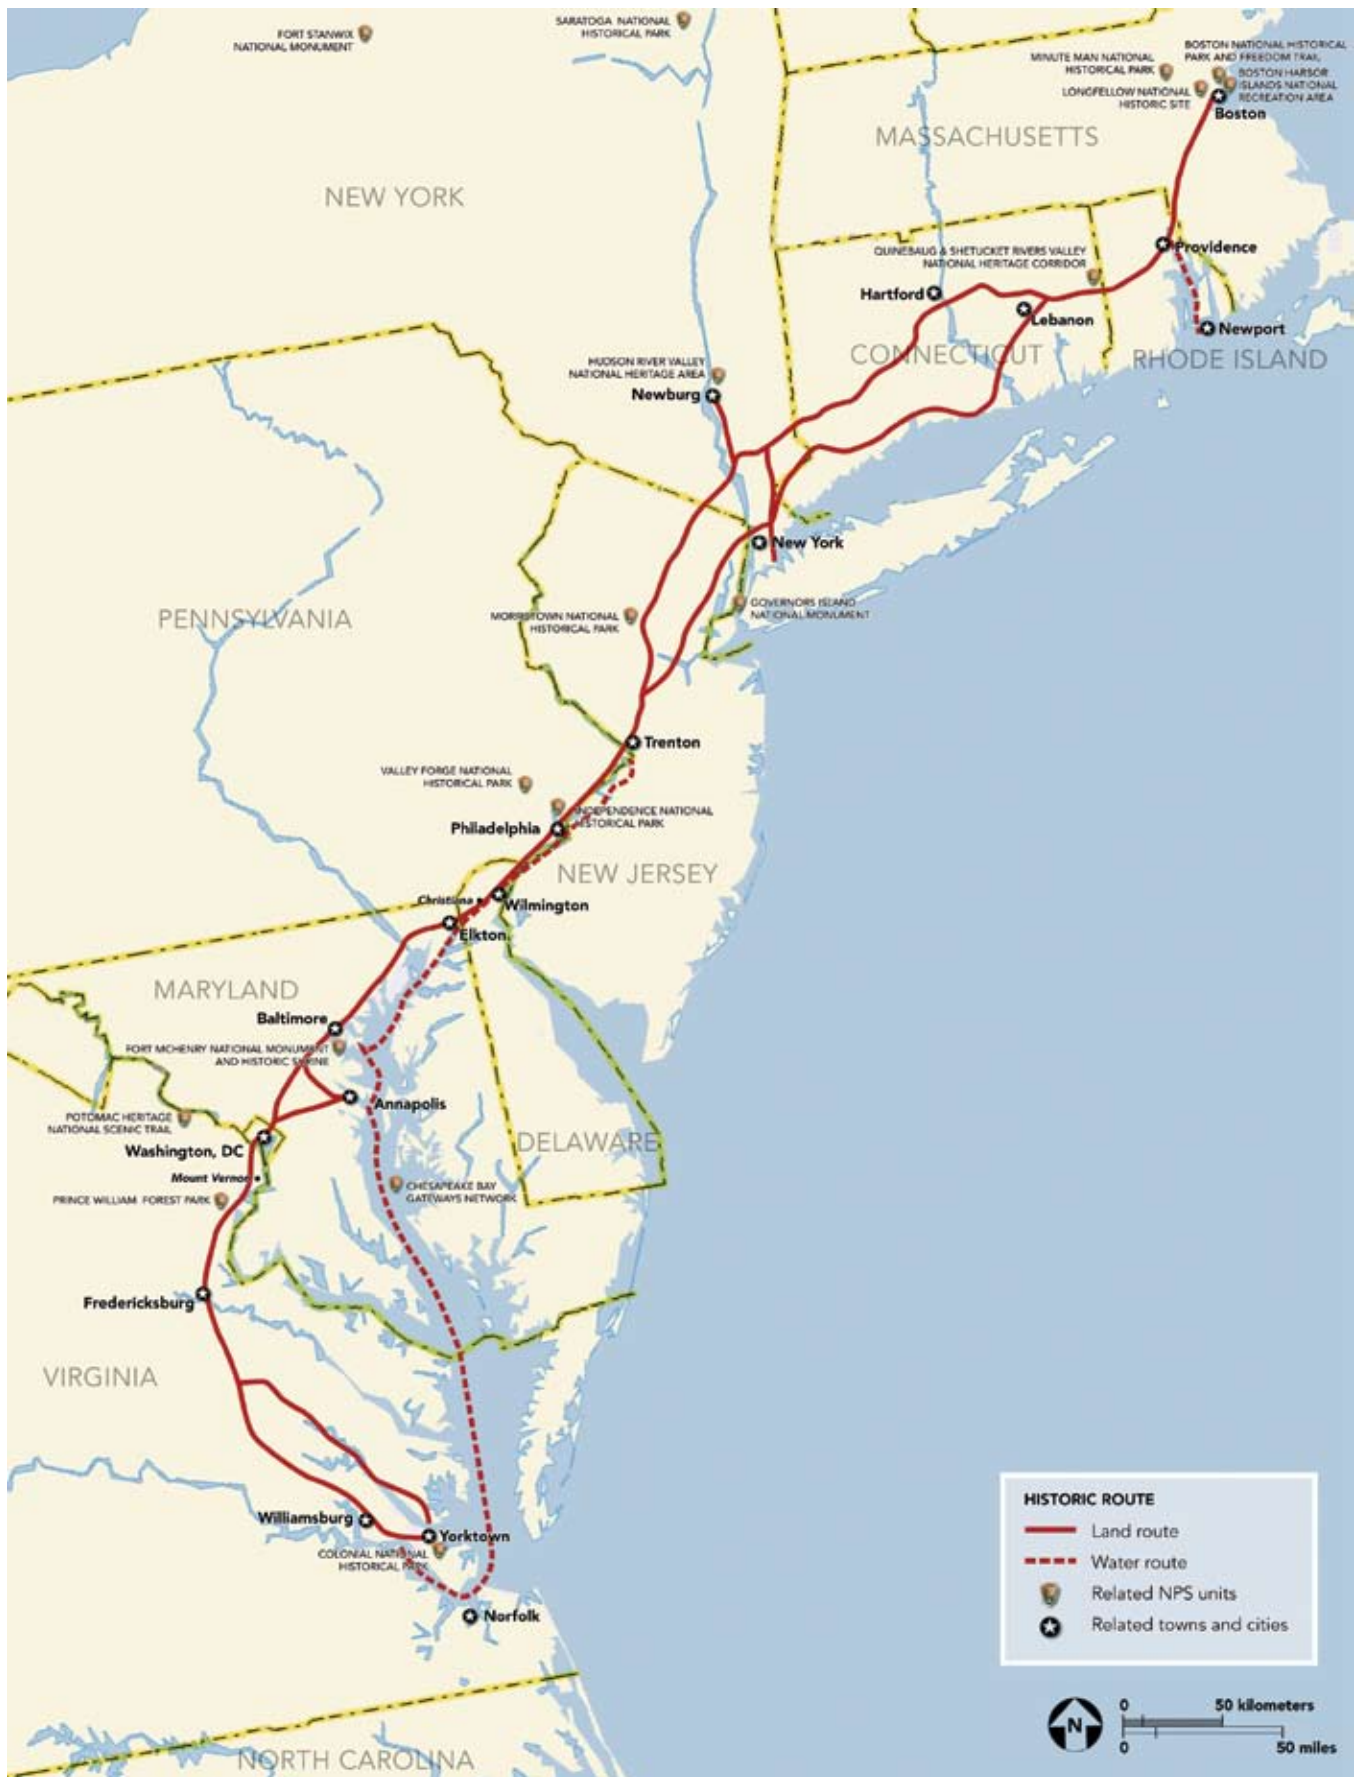 FORT STANWIX
NATIONAL MONUMENT
SARATOGA NATIONAL
HISTORICAL PARK
MINUTE MAN NATIONAL
HISTORICAL PARK
BOSTON NATIONAL HISTORICAL
PARK AND FREEDOM TRAIL
BOSTON HARBOR
ISLANDS NATIONAL
RECREATION AREA
LONGFELLOW NATIONAL
HISTORIC SITE
Boston
MASSACHUSETTS
NEW YORK
QUINEBAUG & SHETUCKET RIVERS VALLEY
NATIONAL HERITAGE CORRIDOR
Providence
Hartford
Lebanon
Newport
CONNECTICUT
RHODE ISLAND
HUDSON RIVER VALLEY
NATIONAL HERITAGE AREA
Newburg
New York
GOVERNORS ISLAND
NATIONAL MONUMENT
PENNSYLVANIA
MORRISTOWN NATIONAL
HISTORICAL PARK
Trenton
VALLEY FORGE NATIONAL
HISTORICAL PARK
INDEPENDENCE NATIONAL
HISTORICAL PARK
Philadelphia
NEW JERSEY
Christiana
Wilmington
Elkton
MARYLAND
Baltimore
FORT MCHENRY NATIONAL MONUMENT
AND HISTORIC SHRINE
Annapolis
POTOMAC HERITAGE
NATIONAL SCENIC TRAIL
Washington, DC
DELAWARE
Mount Vernon
PRINCE WILLIAM FOREST PARK
CHESAPEAKE BAY
GATEWAYS NETWORK
Fredericksburg
VIRGINIA
Williamsburg
Yorktown
COLONIAL NATIONAL
HISTORICAL PARK
Norfolk
NORTH CAROLINA
HISTORIC ROUTE
Land route
Water route
Related NPS units
Related towns and cities
N
0 50 kilometers
0 50 miles